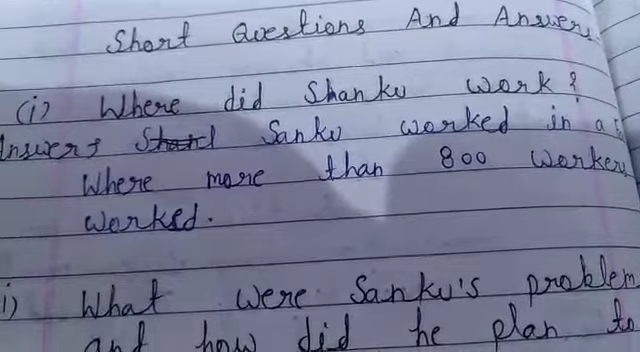 Short Questions And Answers
(i) Where did Shanku work?
Answer: Sanku worked in a
Where more than 800 workers
worked.
i) What were Sanku's problem
and how did he plan to